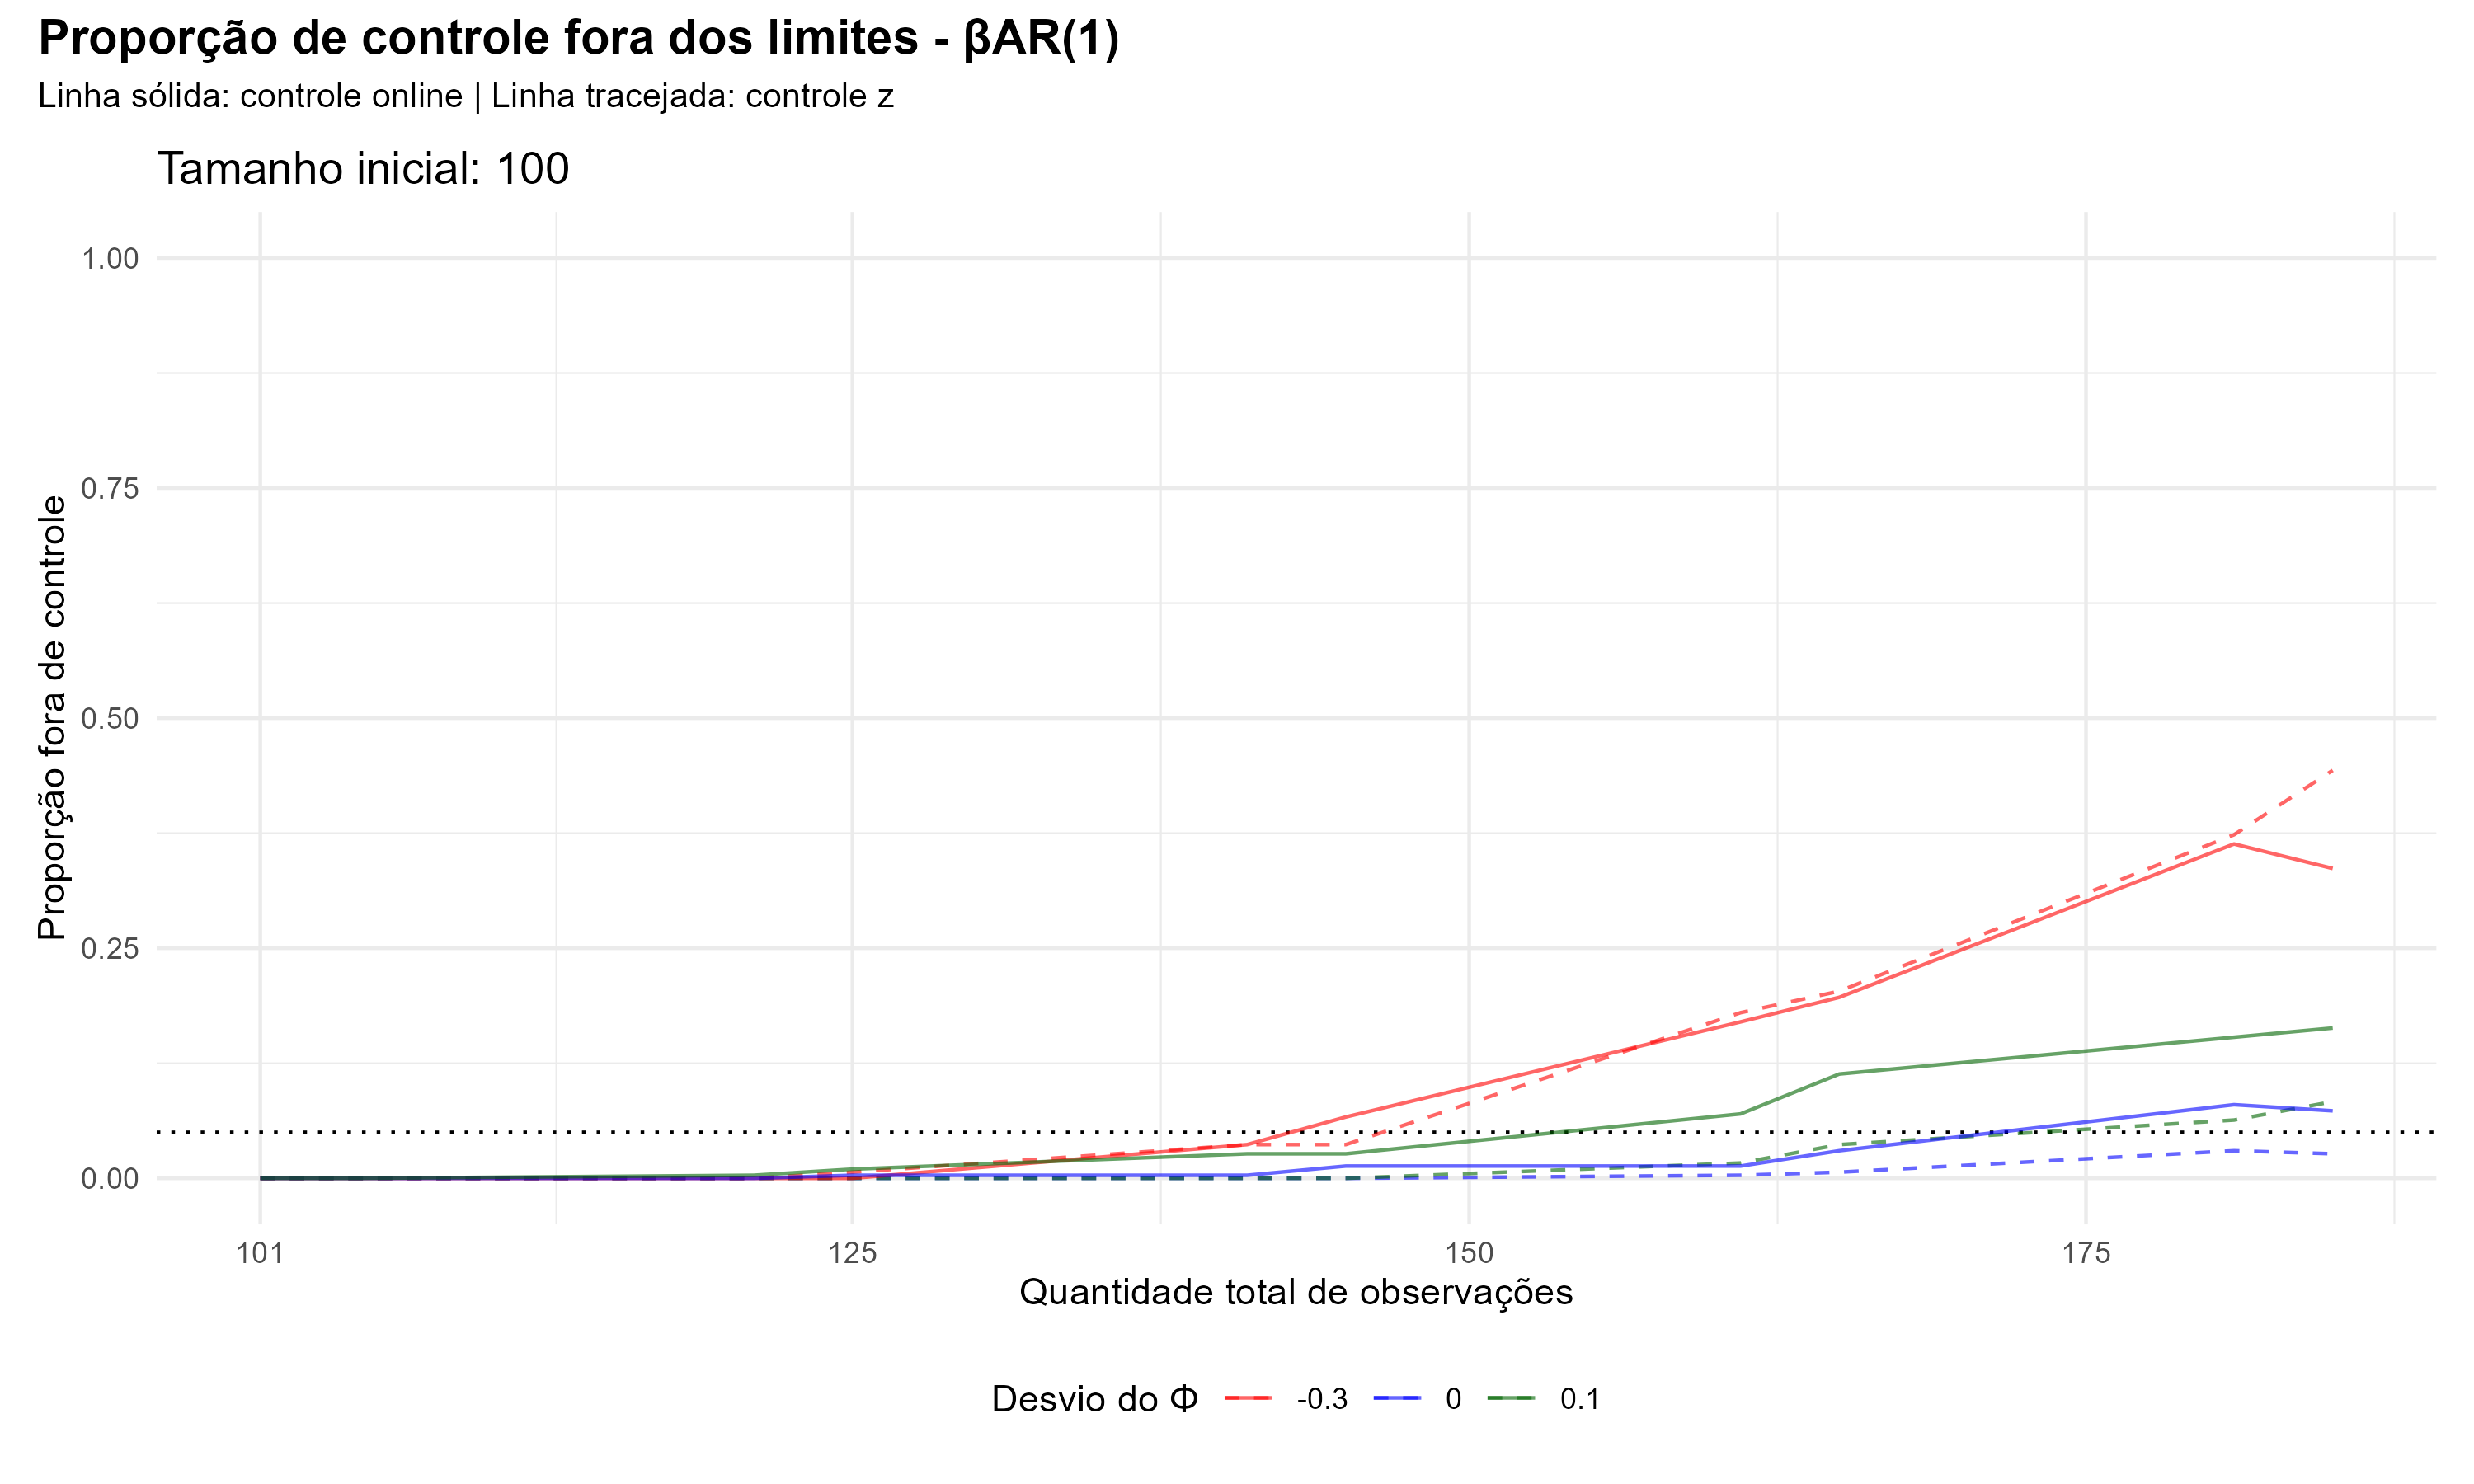 Proporção de controle fora dos limites - βAR(1)
Linha sólida: controle online | Linha tracejada: controle z
Tamanho inicial: 100
Proporção fora de controle
1.00
0.75
0.50
0.25
0.00
101 125 150 175
Quantidade total de observações
Desvio do Φ -0.3 0 0.1